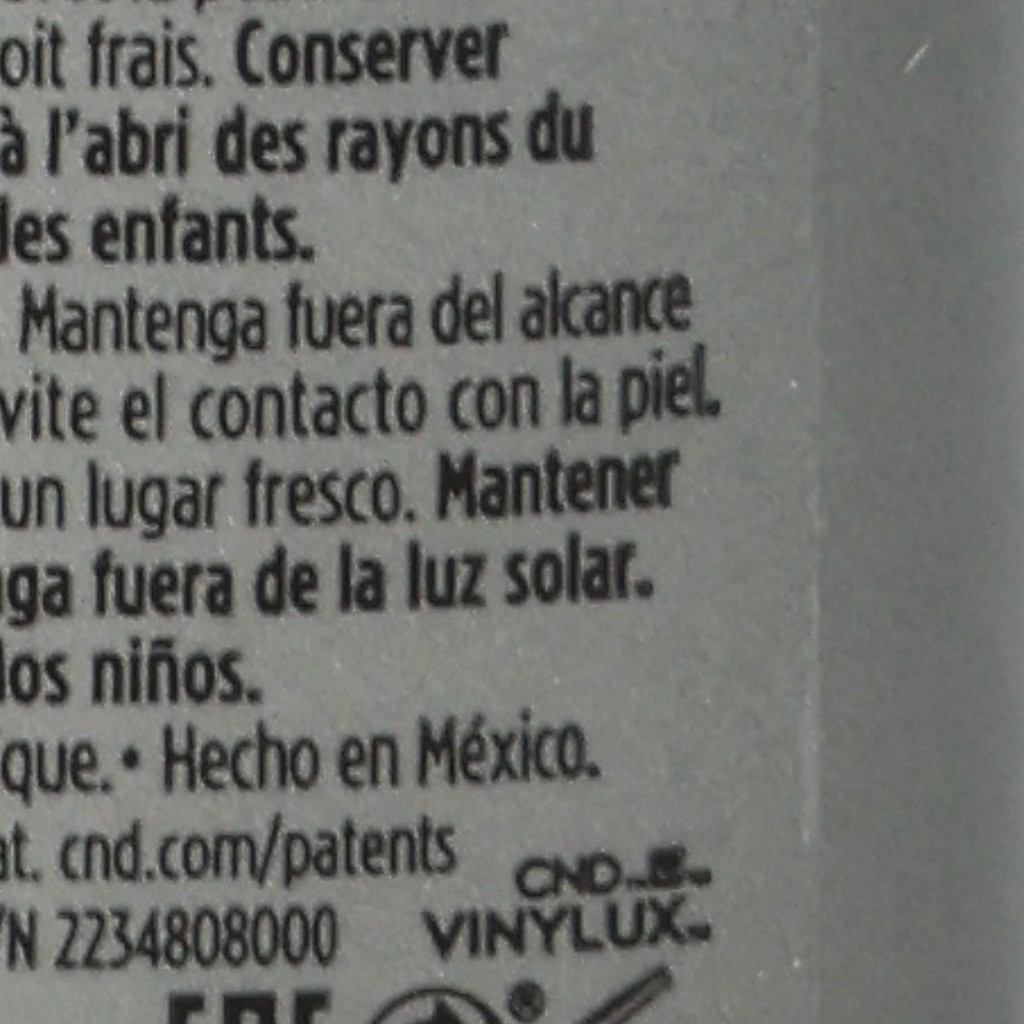 oit frais. Conserver
à l'abri des rayons du
les enfants.
Mantenga fuera del alcance
vite el contacto con la piel.
un lugar fresco. Mantener
ga fuera de la luz solar.
los niños.
que. • Hecho en México.
at. cnd.com/patents
CND
/N 2234808000 VINYLUX™